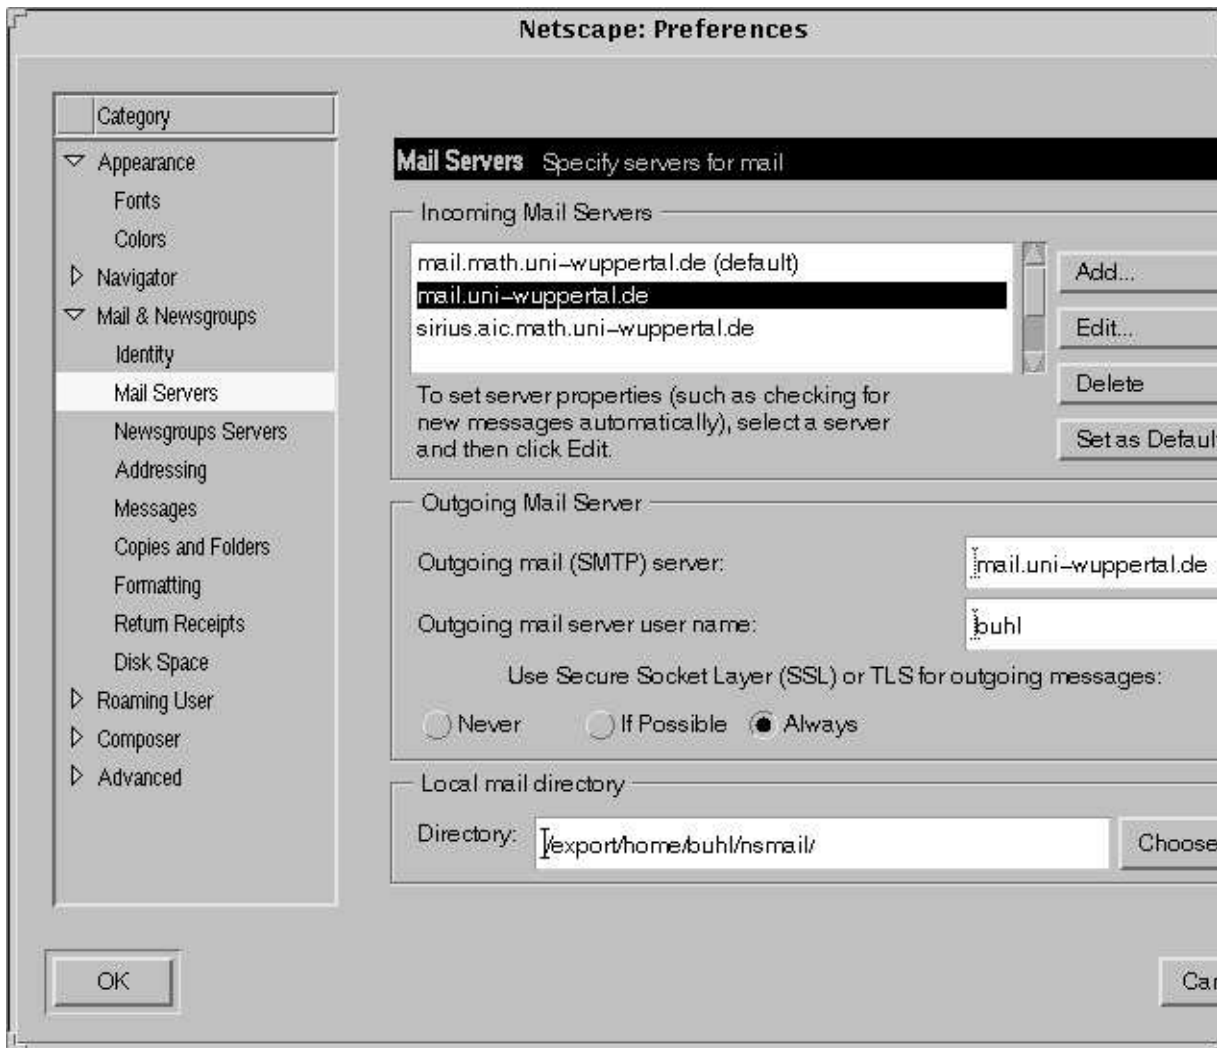 Netscape: Preferences
Category
Appearance
Fonts
Colors
Navigator
Mail & Newsgroups
Identity
Mail Servers
Newsgroups Servers
Addressing
Messages
Copies and Folders
Formatting
Return Receipts
Disk Space
Roaming User
Composer
Advanced
Mail Servers Specify servers for mail
Incoming Mail Servers
mail.math.uni-wuppertal.de (default)
mail.uni-wuppertal.de
sirius.aic.math.uni-wuppertal.de
Add...
Edit...
Delete
Set as Defaul
To set server properties (such as checking for
new messages automatically), select a server
and then click Edit.
Outgoing Mail Server
Outgoing mail (SMTP) server: mail.uni-wuppertal.de
Outgoing mail server user name: buhl
Use Secure Socket Layer (SSL) or TLS for outgoing messages:
Never If Possible Always
Local mail directory
Directory: /export/home/buhl/nsmail/ Choose
OK
Can